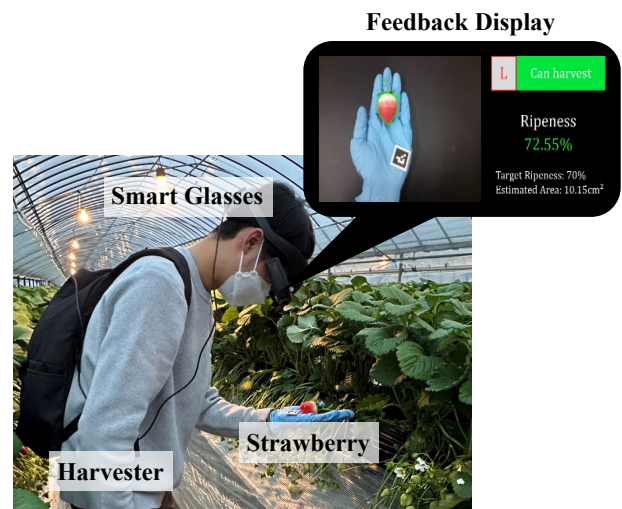 Feedback Display
L Can harvest
Ripeness
72.55%
Target Ripeness: 70%
Estimated Area: 10.15cm²
Smart Glasses
Strawberry
Harvester